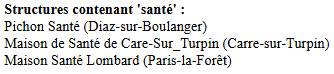 Structures contenant 'santé' :
Pichon Santé (Diaz-sur-Boulanger)
Maison de Santé de Care-Sur_Turpin (Carre-sur-Turpin)
Maison Santé Lombard (Paris-la-Forêt)